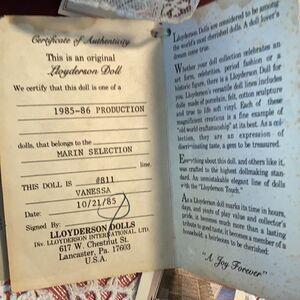 Certificate of Authenticity
This is an original
Lloyderson Doll
We certify that this doll is one of a
1985-86 PRODUCTION
dolls, that belongs to the
MARIN SELECTION
line.
THIS DOLL IS #811
VANESSA
Date: 10/21/85
Signed By:
LLOYDERSON DOLLS
Div. LLOYDERSON INTERNATIONAL, LTD.
617 W. Chestnut St.
Lancaster, Pa. 17603
U.S.A.
Lloyderson Dolls are considered to be among
the world's most cherished dolls. A doll lover's
dream come true.
Whether your doll collection celebrates an
art form, celebrities, period fashion or a
historic figure, there is a Lloyderson Doll for
you. Lloyderson's versatile doll lines includes
dolls made of porcelain, felt, cotton sculpture
and true to life soft vinyl. Each of these
magnificent creations is a fine example of
"old world craftsmanship" at its best. As a col-
lection, they are an expression of
discriminating taste, a gem to be treasured.
Everything about this doll, and others like it,
was crafted to the highest dollmaking stan-
dard. An unmistakable elegant line of dolls
with the "Lloyderson Touch."
As a Lloyderson Doll marks its time in hours,
days, and years of play value and collector's
pride, it becomes much more than a lasting
tribute to good taste, it becomes a member of a
household, a heirloom to be cherished:
"A Joy Forever"